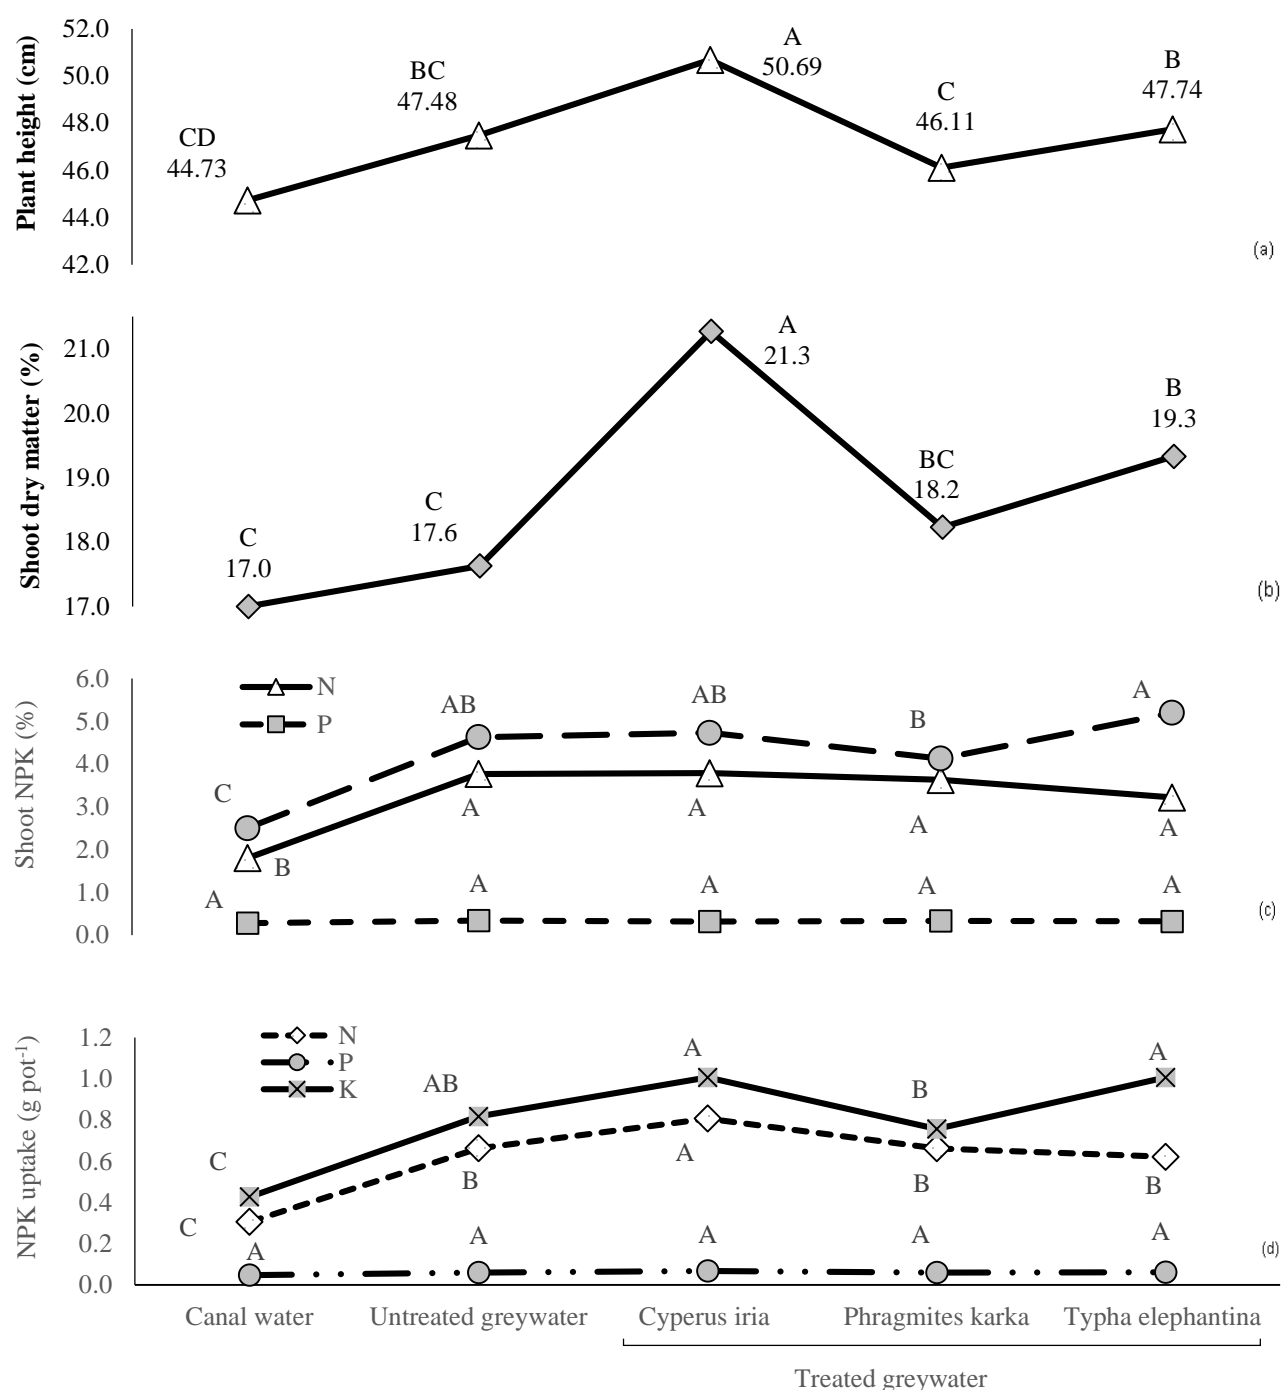 Plant height (cm)
52.0
50.0
48.0
46.0
44.0
42.0
CD
44.73
BC
47.48
A
50.69
C
46.11
B
47.74
(a)
Shoot dry matter (%)
21.0
20.0
19.0
18.0
17.0
C
17.0
C
17.6
A
21.3
BC
18.2
B
19.3
(b)
Shoot NPK (%)
6.0
5.0
4.0
3.0
2.0
1.0
0.0
N
P
C
AB
AB
B
A
B
A
A
A
A
A
A
A
A
A
(c)
NPK uptake (g pot⁻¹)
1.2
1.0
0.8
0.6
0.4
0.2
0.0
N
P
K
C
AB
A
B
A
C
B
A
B
B
A
A
A
A
A
(d)
Canal water
Untreated greywater
Cyperus iria
Phragmites karka
Typha elephantina
Treated greywater